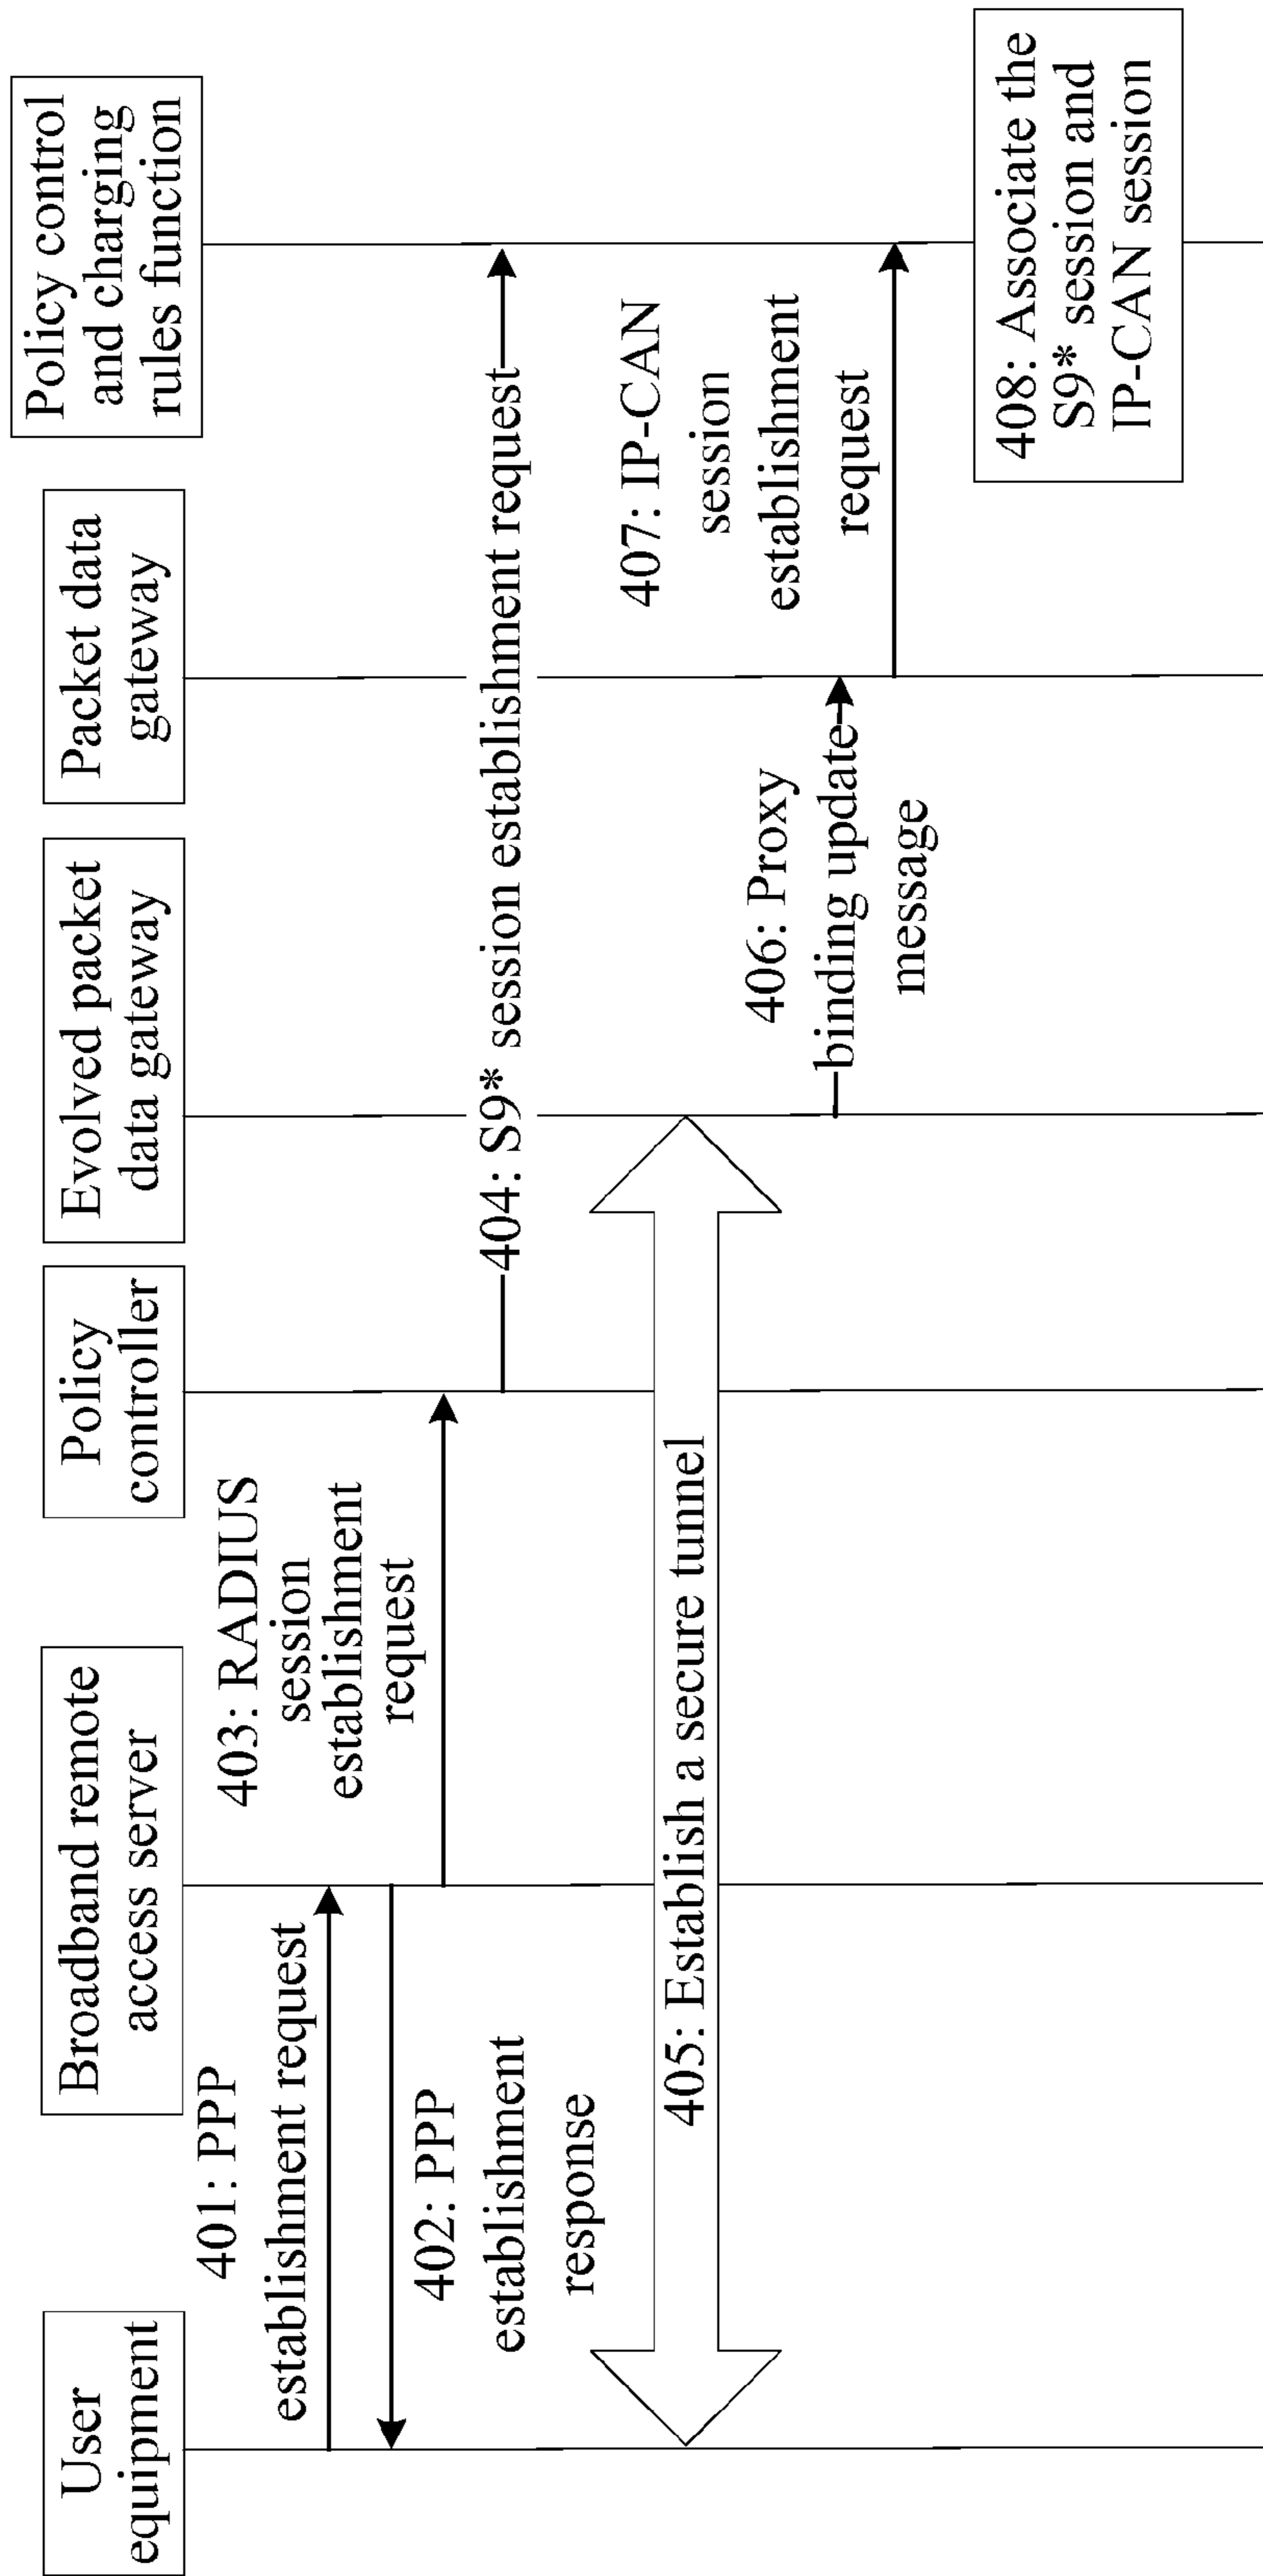 User
equipment
Broadband remote
access server
Policy
controller
Evolved packet
data gateway
Packet data
gateway
Policy control
and charging
rules function
401: PPP
establishment request
402: PPP
establishment
response
403: RADIUS
session
establishment
request
404: S9* session establishment request
405: Establish a secure tunnel
406: Proxy
binding update
message
407: IP-CAN
session
establishment
request
408: Associate the
S9* session and
IP-CAN session